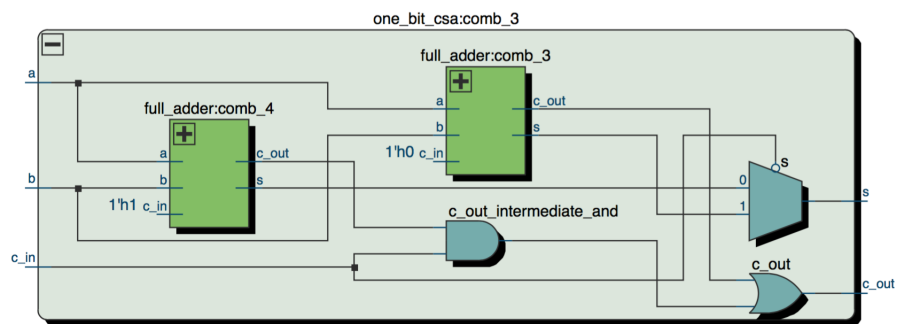 one_bit_csa:comb_3
full_adder:comb_3
a
full_adder:comb_4
a c_out
b s
1'h0 c_in
a c_out
b
b s
1'h1 c_in
s
0
1
s
c_out_intermediate_and
c_in
c_out
c_out